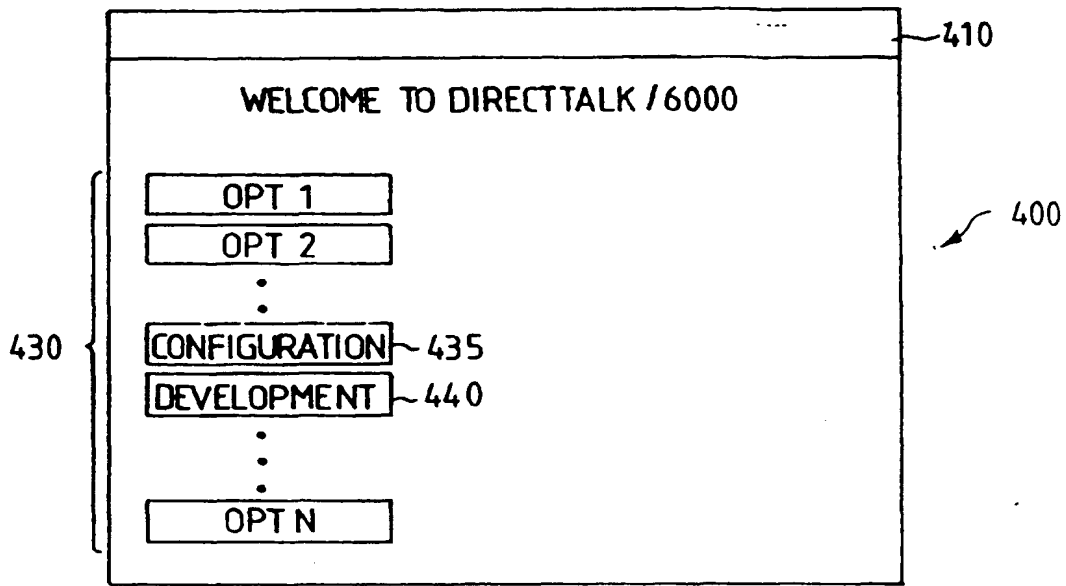 410
WELCOME TO DIRECTTALK / 6000
OPT 1
OPT 2
400
430
CONFIGURATION 435
DEVELOPMENT 440
OPT N